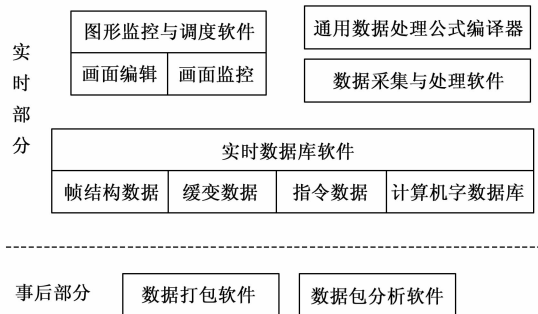 实时部分
图形监控与调度软件
画面编辑 画面监控
通用数据处理公式编译器
数据采集与处理软件
实时数据库软件
帧结构数据 缓变数据 指令数据 计算机字数据库
事后部分 数据打包软件 数据包分析软件